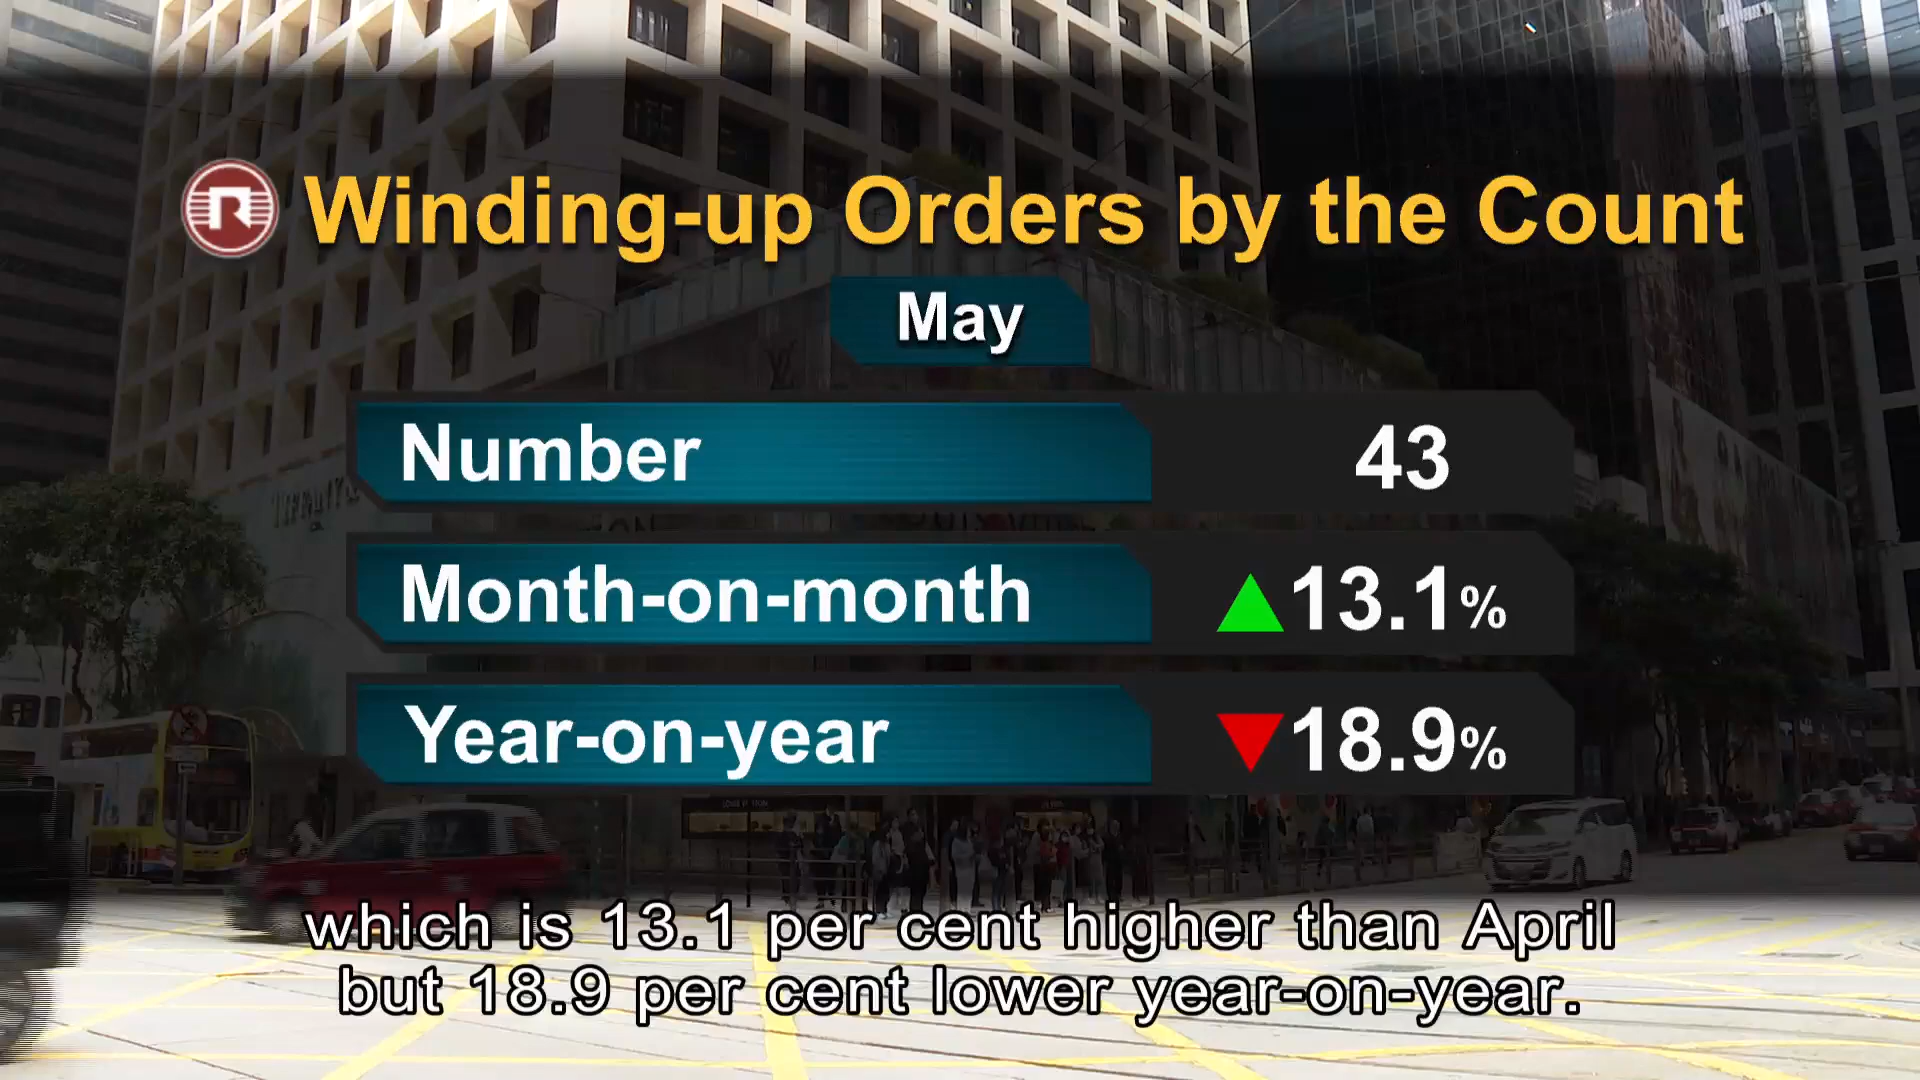 R Winding-up Orders by the Count
May
Number 43
Month-on-month ▲13.1%
Year-on-year ▼18.9%
TIFFANY &
which is 13.1 per cent higher than April
but 18.9 per cent lower year-on-year.